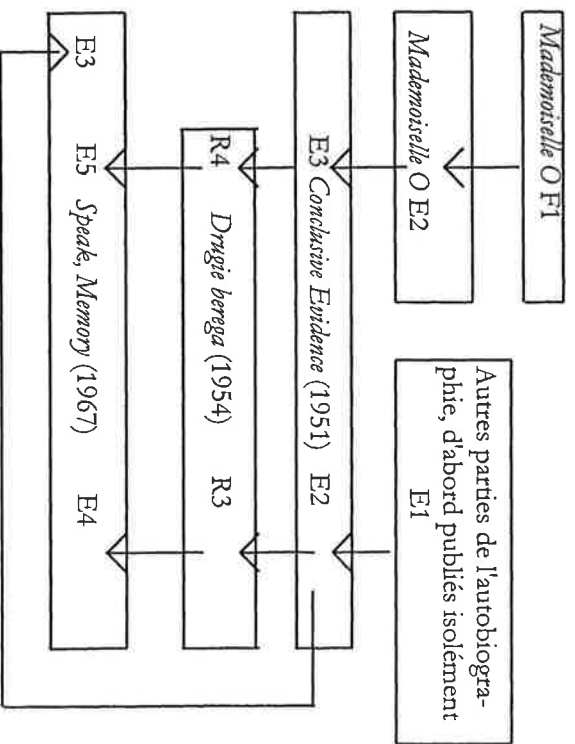 Mademoiselle O F1
Mademoiselle O E2
Autres parties de l'autobiogra-
phie, d'abord publiés isolément
E1
E3 Conclusive Evidence (1951) E2
R4 Drugie berega (1954) R3
E3 E5 Speak, Memory (1967) E4